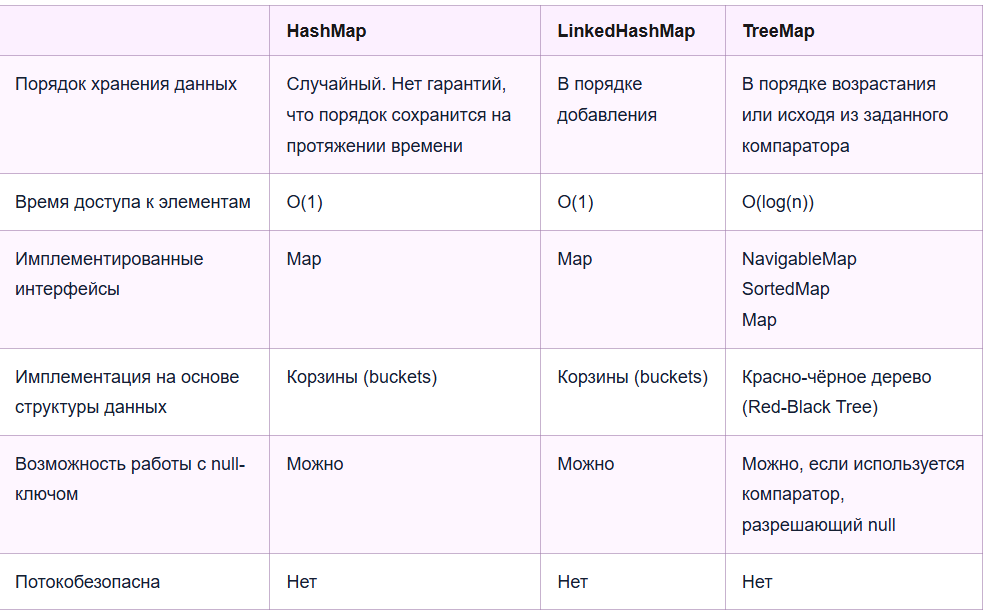 HashMap LinkedHashMap TreeMap
Порядок хранения данных Случайный. Нет гарантий, В порядке В порядке возрастания
что порядок сохранится на добавления или исходя из заданного
протяжении времени компаратора
Время доступа к элементам O(1) O(1) O(log(n))
Имплементированные Map Map NavigableMap
интерфейсы SortedMap
Map
Имплементация на основе Корзины (buckets) Корзины (buckets) Красно-чёрное дерево
структуры данных (Red-Black Tree)
Возможность работы с null- Можно Можно Можно, если используется
ключом компаратор,
разрешающий null
Потокобезопасна Нет Нет Нет